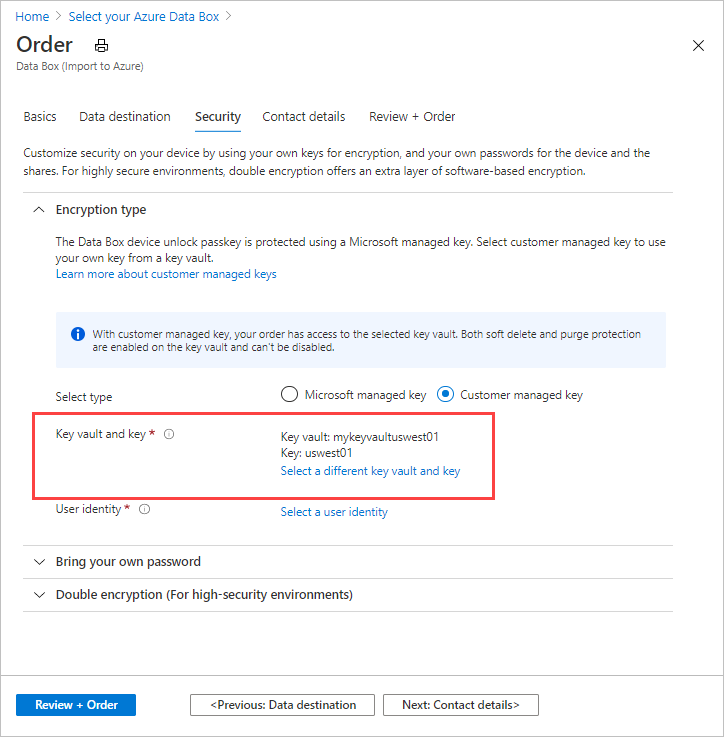 Home > Select your Azure Data Box >
Order
Data Box (Import to Azure)
Basics Data destination Security Contact details Review + Order
Customize security on your device by using your own keys for encryption, and your own passwords for the device and the
shares. For highly secure environments, double encryption offers an extra layer of software-based encryption.
Encryption type
The Data Box device unlock passkey is protected using a Microsoft managed key. Select customer managed key to use
your own key from a key vault.
Learn more about customer managed keys
With customer managed key, your order has access to the selected key vault. Both soft delete and purge protection
are enabled on the key vault and can't be disabled.
Select type Microsoft managed key Customer managed key
Key vault and key * Key vault: mykeyvaultuswest01
Key: uswest01
Select a different key vault and key
User identity * Select a user identity
Bring your own password
Double encryption (For high-security environments)
Review + Order <Previous: Data destination Next: Contact details>